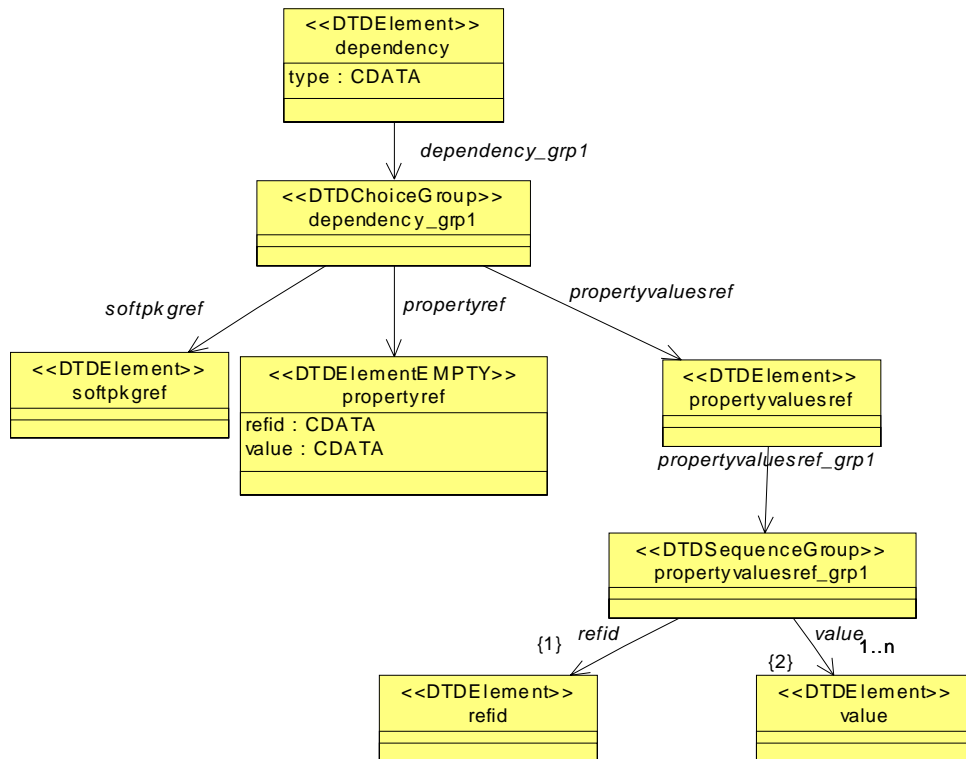 <<DTDElement>>
dependency
type : CDATA
dependency_grp1
<<DTDChoiceGroup>>
dependency_grp1
softpkgref
propertyref
propertyvaluesref
<<DTDElement>>
softpkgref
<<DTDElementEMPTY>>
propertyref
refid : CDATA
value : CDATA
<<DTDElement>>
propertyvaluesref
propertyvaluesref_grp1
<<DTDSequenceGroup>>
propertyvaluesref_grp1
{1}
refid
value
1..n
{2}
<<DTDElement>>
refid
<<DTDElement>>
value